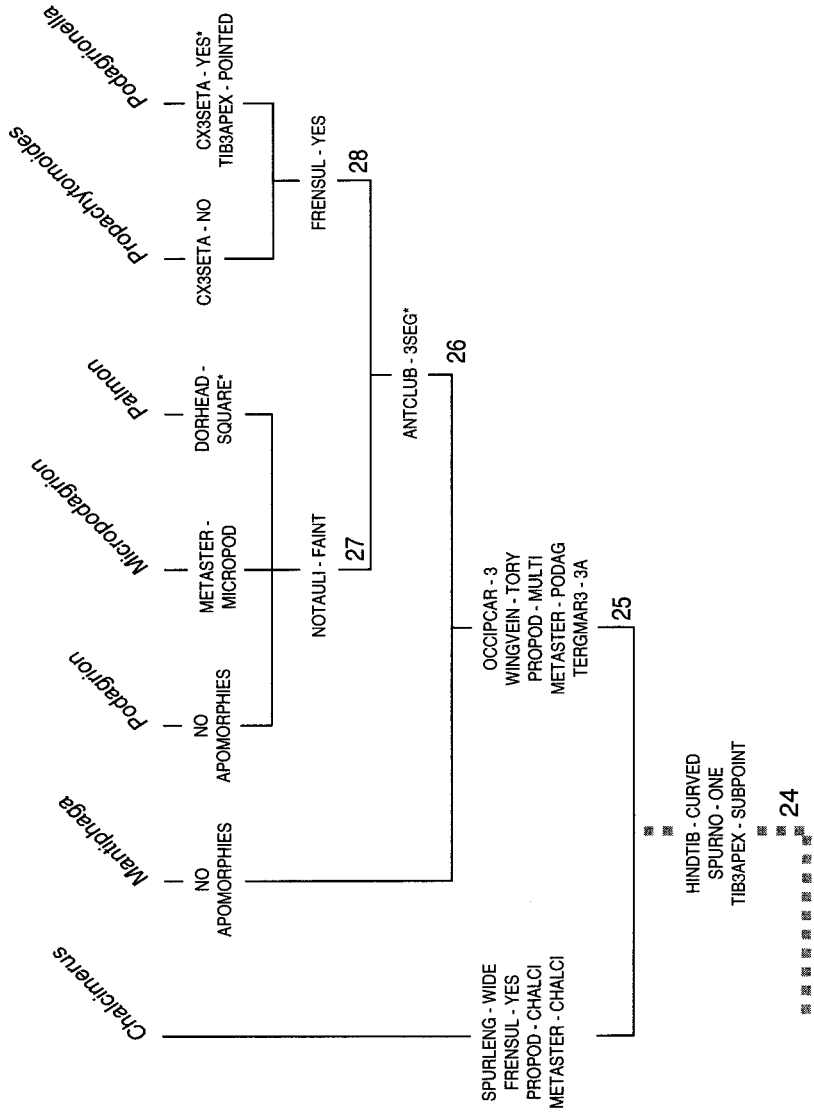 Chalcimerus
Mantiphaga
Podagrion
Micropodagrion
Palmon
Propachytomoides
Podagrionella
NO
APOMORPHIES
NO
APOMORPHIES
METASTER -
MICROPOD
DORHEAD -
SQUARE*
CX3SETA - NO
CX3SETA - YES*
TIB3APEX - POINTED
NOTAULI - FAINT
27
FRENSUL - YES
28
ANTCLUB - 3SEG*
26
SPURLENG - WIDE
FRENSUL - YES
PROPOD - CHALCI
METASTER - CHALCI
OCCIPCAR - 3
WINGVEIN - TORY
PROPOD - MULTI
METASTER - PODAG
TERGMAR3 - 3A
25
HINDTIB - CURVED
SPURNO - ONE
TIB3APEX - SUBPOINT
24